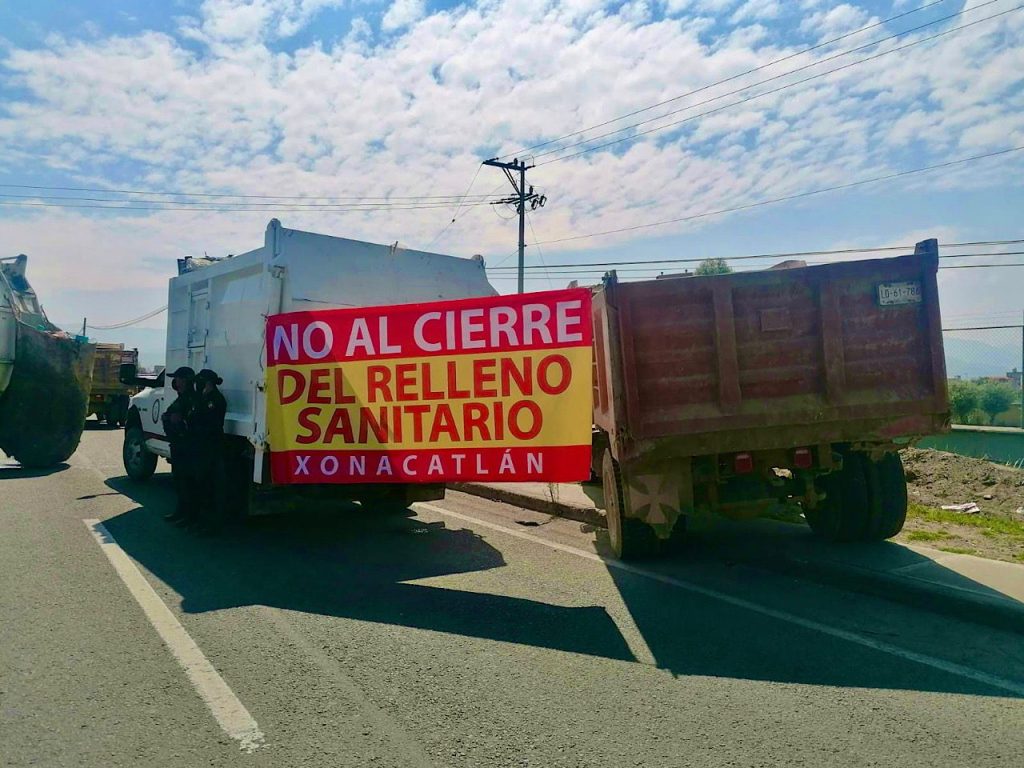 NO AL CIERRE
DEL RELLENO
SANITARIO
XONACATLÁN